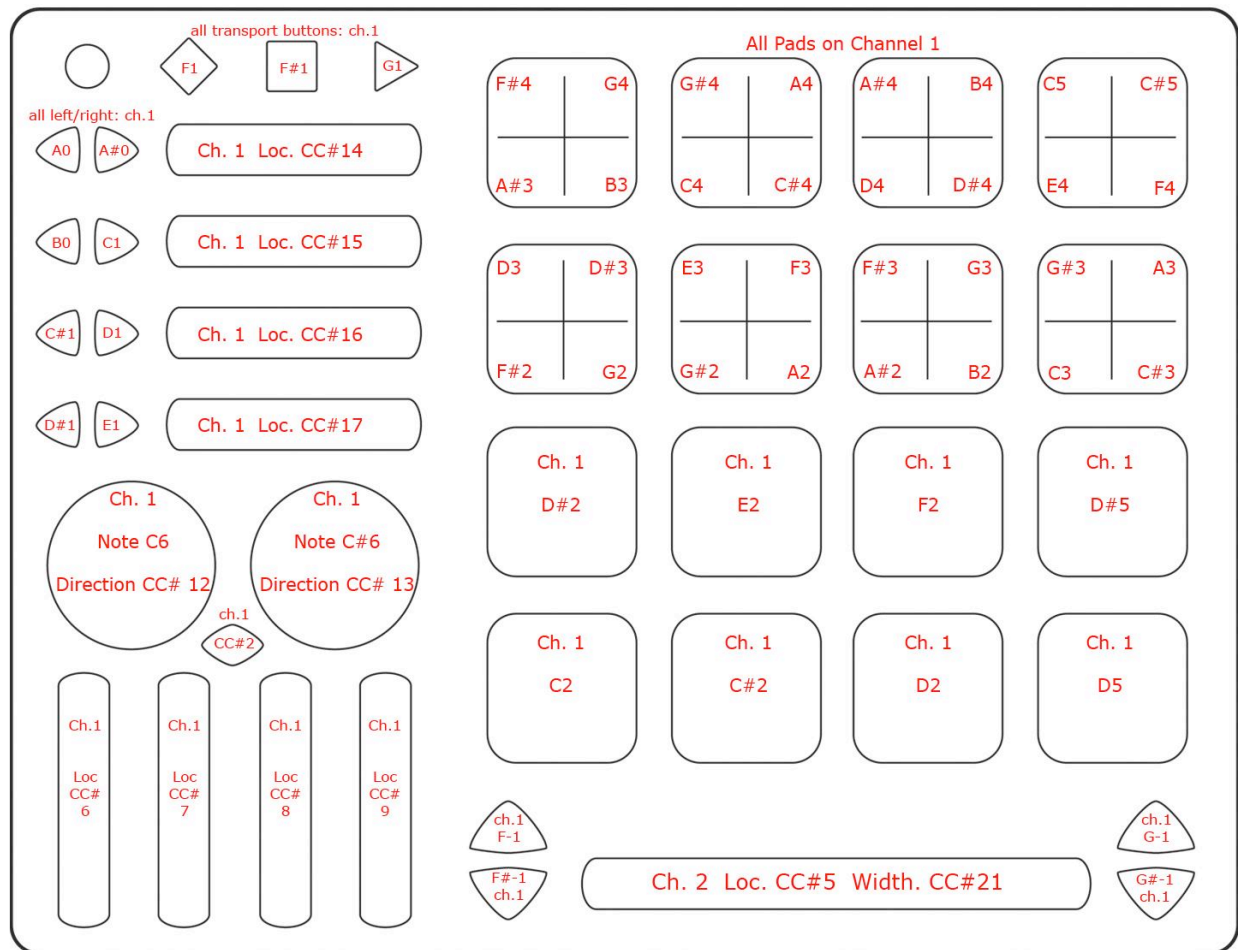 all transport buttons: ch.1
F1 F#1 G1
all left/right: ch.1
A0 A#0 Ch. 1 Loc. CC#14
B0 C1 Ch. 1 Loc. CC#15
C#1 D1 Ch. 1 Loc. CC#16
D#1 E1 Ch. 1 Loc. CC#17
Ch. 1
Note C6
Direction CC# 12
Ch. 1
Note C#6
Direction CC# 13
ch.1
CC#2
Ch.1
Loc
CC#
6
Ch.1
Loc
CC#
7
Ch.1
Loc
CC#
8
Ch.1
Loc
CC#
9
All Pads on Channel 1
F#4 G4 G#4 A4 A#4 B4 C5 C#5
A#3 B3 C4 C#4 D4 D#4 E4 F4
D3 D#3 E3 F3 F#3 G3 G#3 A3
F#2 G2 G#2 A2 A#2 B2 C3 C#3
Ch. 1 Ch. 1 Ch. 1 Ch. 1
D#2 E2 F2 D#5
Ch. 1 Ch. 1 Ch. 1 Ch. 1
C2 C#2 D2 D5
ch.1
F-1
F#-1
ch.1
Ch. 2 Loc. CC#5 Width. CC#21
ch.1
G-1
G#-1
ch.1